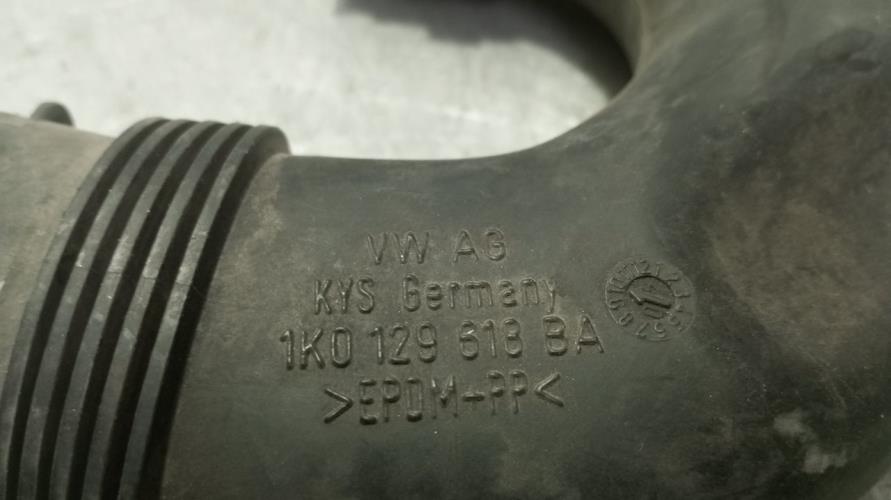 VW AG
KYS Germany
1K0 129 618 BA
>EPDM+PP<